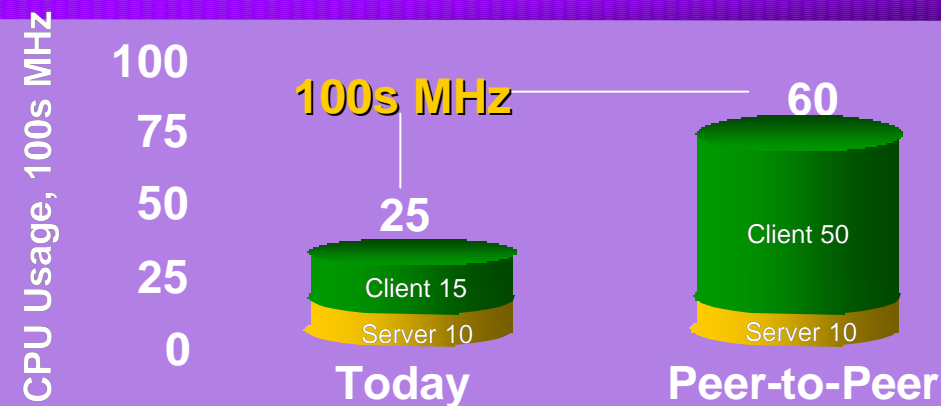 CPU Usage, 100s MHz
100
75
50
25
0
100s MHz
25
60
Client 15
Server 10
Client 50
Server 10
Today
Peer-to-Peer